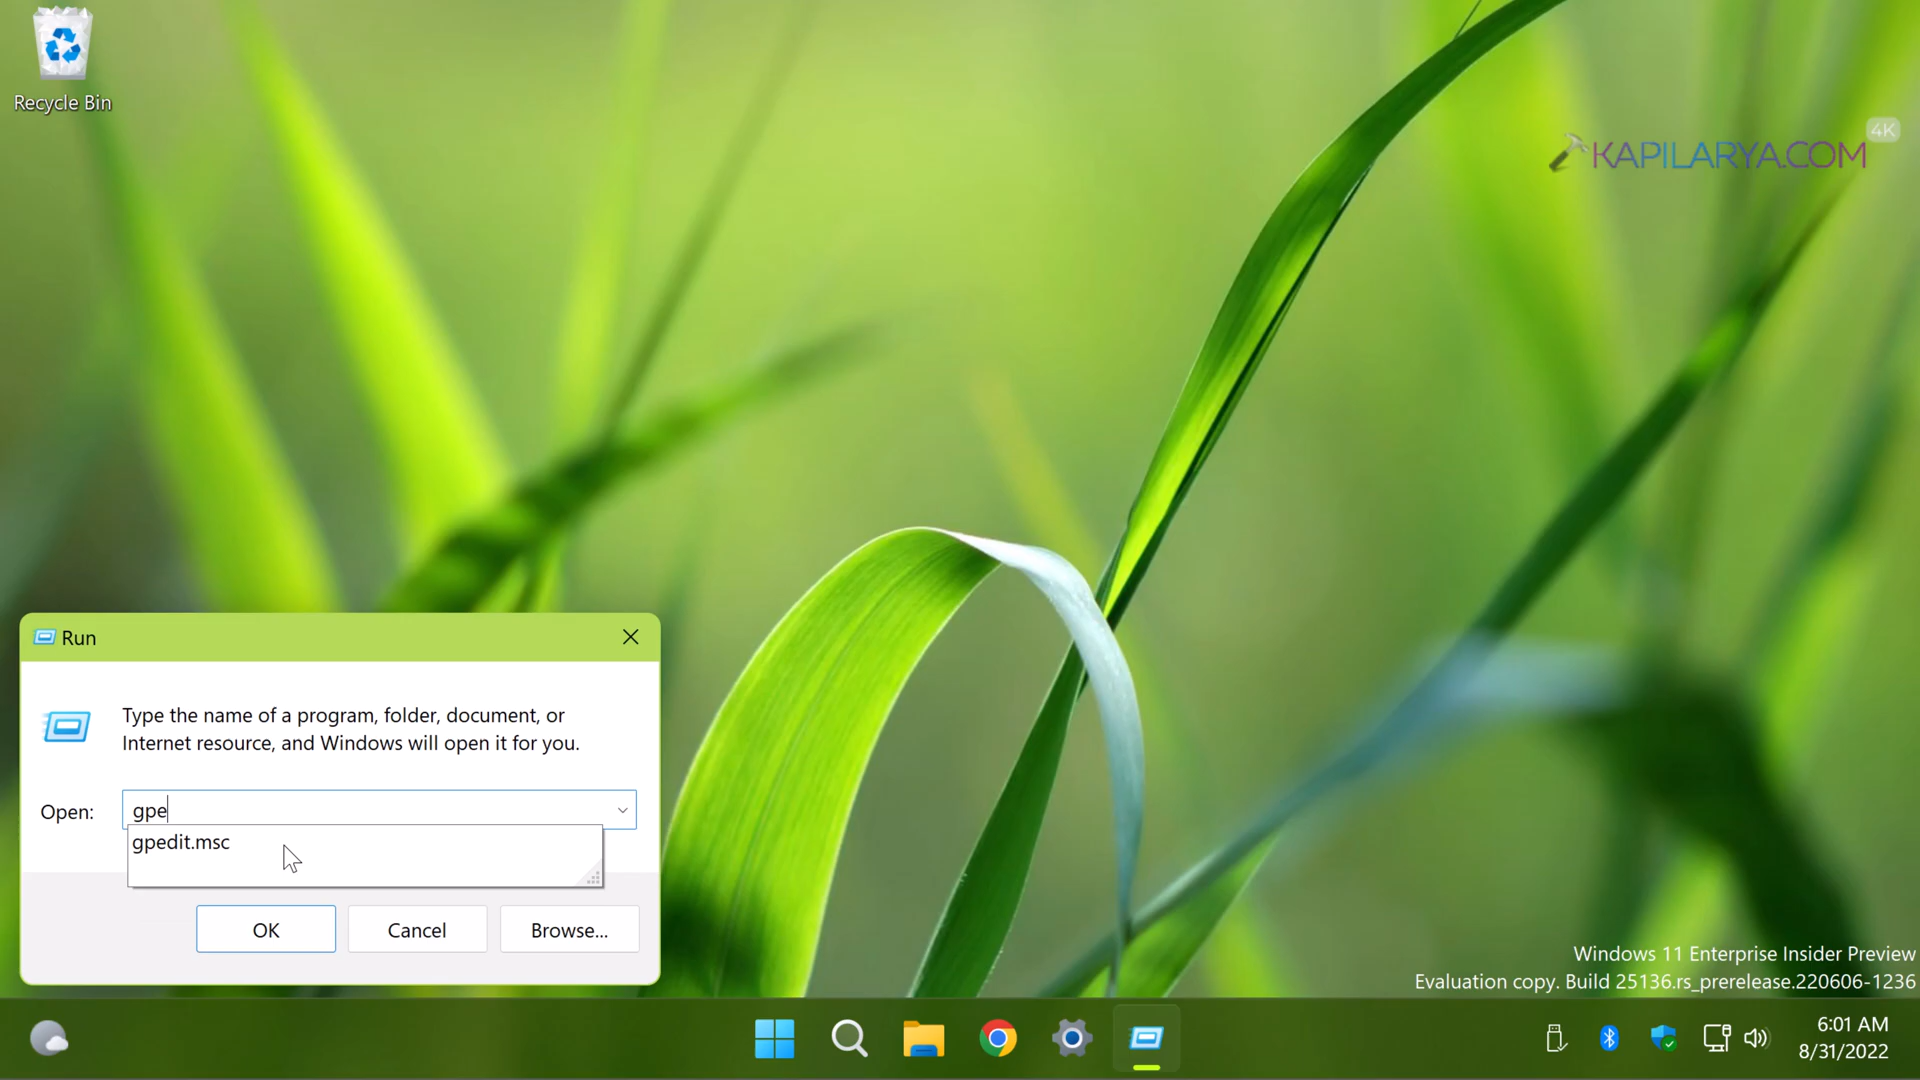 Recycle Bin
4K
KAPILARYA.COM
Run
Type the name of a program, folder, document, or
Internet resource, and Windows will open it for you.
Open:
gpe
gpedit.msc
OK
Cancel
Browse...
Windows 11 Enterprise Insider Preview
Evaluation copy. Build 25136.rs_prerelease.220606-1236
6:01 AM
8/31/2022